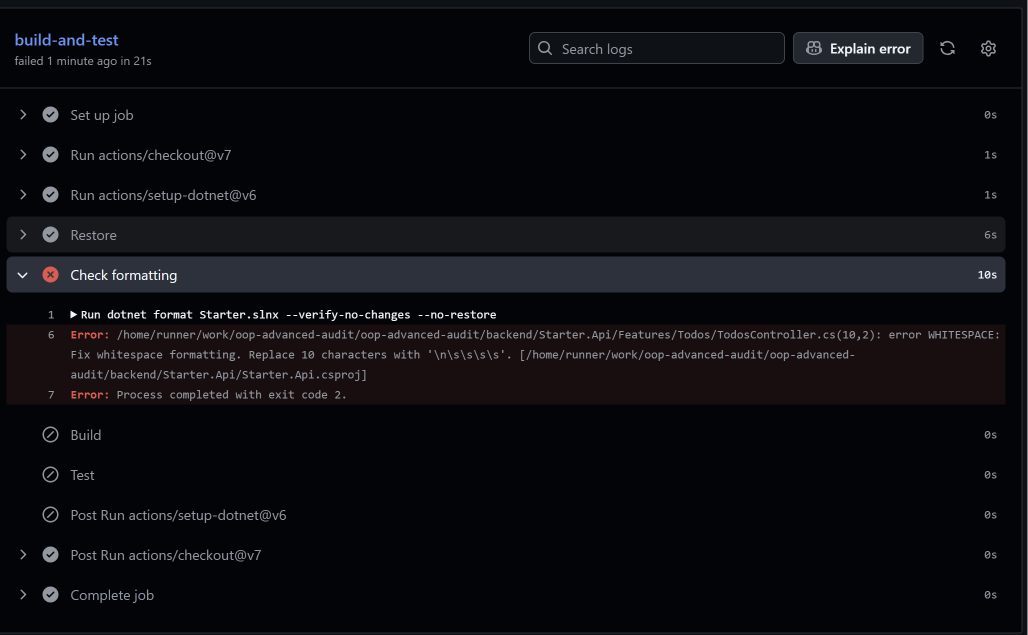 build-and-test
failed 1 minute ago in 21s
Search logs
Explain error
Set up job 0s
Run actions/checkout@v7 1s
Run actions/setup-dotnet@v6 1s
Restore 6s
Check formatting 10s
1 Run dotnet format Starter.slnx --verify-no-changes --no-restore
6 Error: /home/runner/work/oop-advanced-audit/oop-advanced-audit/backend/Starter.Api/Features/Todos/TodosController.cs(10,2): error WHITESPACE:
Fix whitespace formatting. Replace 10 characters with '\n\s\s\s\s'. [/home/runner/work/oop-advanced-audit/oop-advanced-
audit/backend/Starter.Api/Starter.Api.csproj]
7 Error: Process completed with exit code 2.
Build 0s
Test 0s
Post Run actions/setup-dotnet@v6 0s
Post Run actions/checkout@v7 0s
Complete job 0s